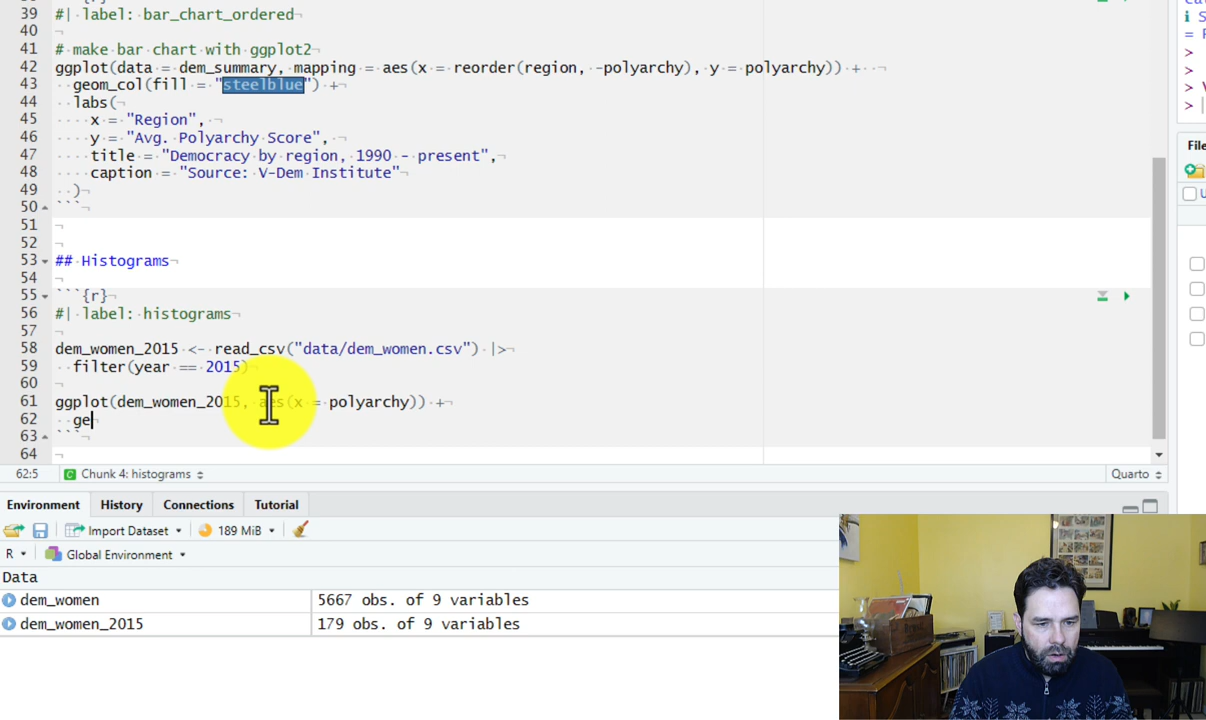 39 #| label: bar_chart_ordered
40
41 # make bar chart with ggplot2
42 ggplot(data = dem_summary, mapping = aes(x = reorder(region, -polyarchy), y = polyarchy)) +
43 geom_col(fill = "steelblue") +
44 labs(
45 x = "Region",
46 y = "Avg. Polyarchy Score",
47 title = "Democracy by region, 1990 - present",
48 caption = "Source: V-Dem Institute"
49 )
50 ```
51
52
53 ## Histograms
54
55 ```{r}
56 #| label: histograms
57
58 dem_women_2015 <- read_csv("data/dem_women.csv") |>
59 filter(year == 2015)
60
61 ggplot(dem_women_2015, aes(x = polyarchy)) +
62 ge
63 ```
64
62:5 Chunk 4: histograms Quarto
Environment History Connections Tutorial
Import Dataset 189 MiB
R Global Environment
Data
dem_women 5667 obs. of 9 variables
dem_women_2015 179 obs. of 9 variables